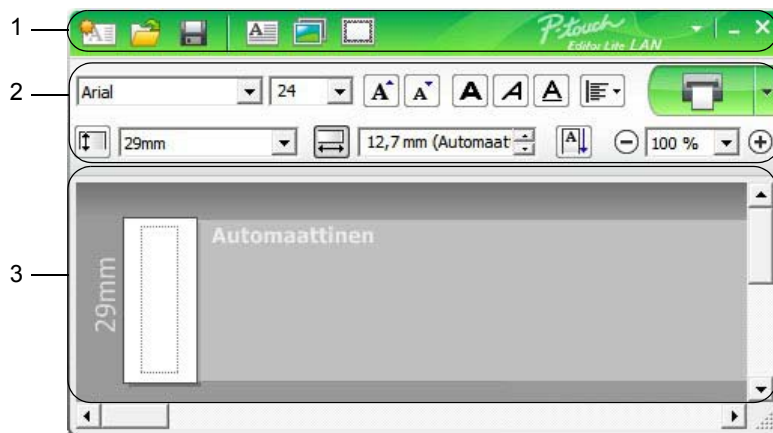 1
P-touch
Editor Lite LAN
2
Arial 24 A A A A A
29mm 12,7 mm (Automaat A 100 %
3
Automaattinen
29mm